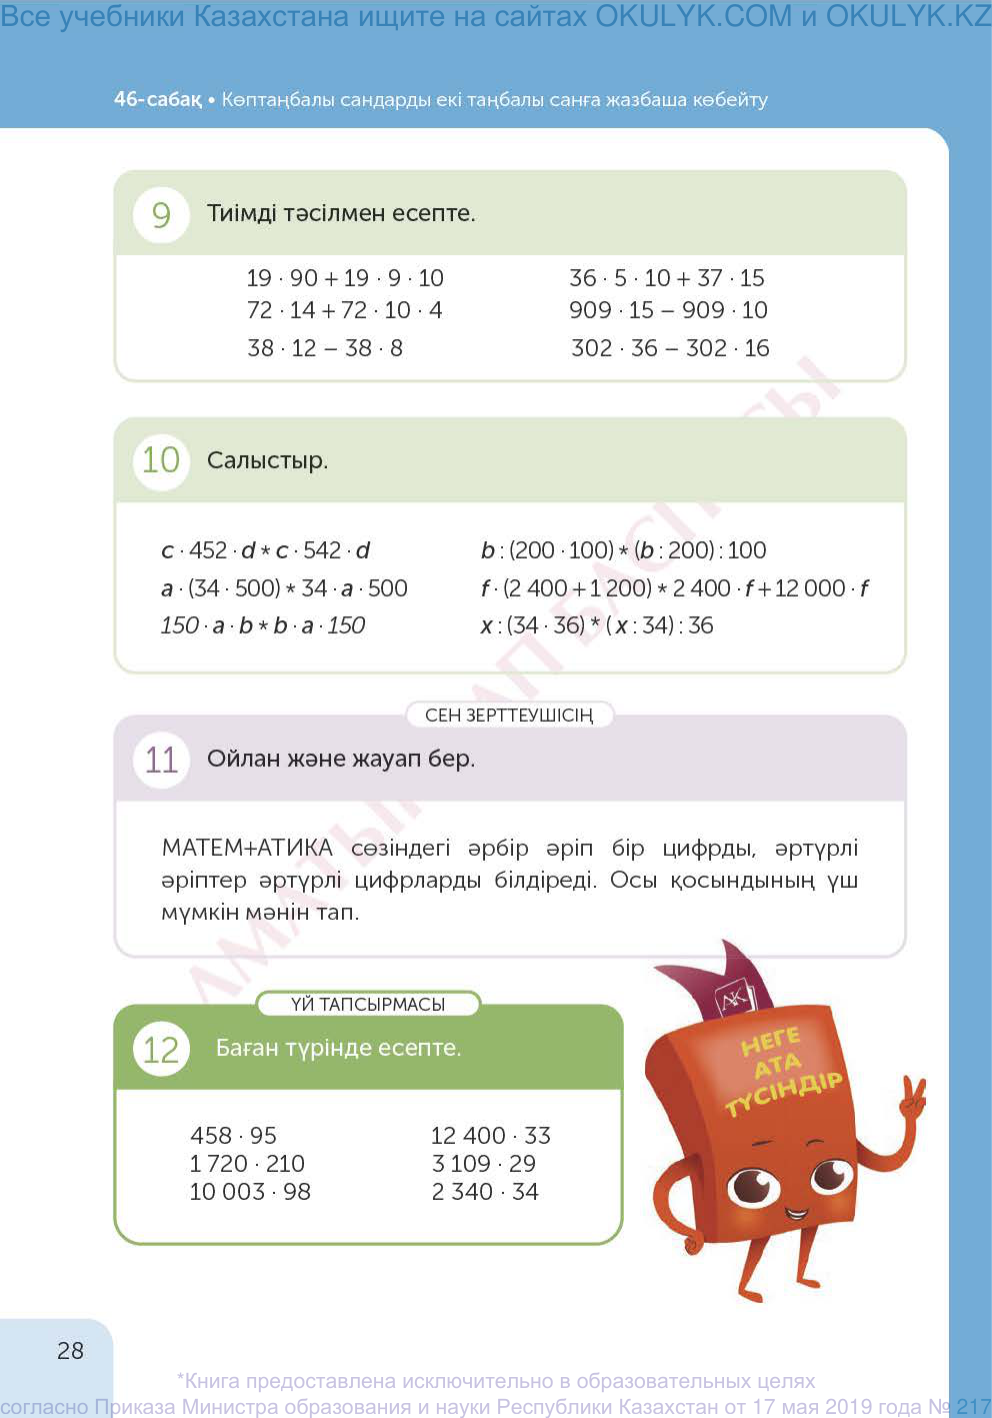 Все учебники Казахстана ищите на сайтах OKULYK.COM и OKULYK.KZ
46-сабақ • Көптаңбалы сандарды екі таңбалы санға жазбаша көбейту
9 Тиімді тәсілмен есепте.
19 · 90 + 19 · 9 · 10
72 · 14 + 72 · 10 · 4
38 · 12 – 38 · 8
36 · 5 · 10 + 37 · 15
909 · 15 – 909 · 10
302 · 36 – 302 · 16
10 Салыстыр.
c · 452 · d * c · 542 · d
a · (34 · 500) * 34 · a · 500
150 · a · b * b · a · 150
b : (200 · 100) * (b : 200) : 100
f · (2 400 + 1 200) * 2 400 · f + 12 000 · f
x : (34 · 36) * ( x : 34) : 36
СЕН ЗЕРТТЕУШІСІҢ
11 Ойлан және жауап бер.
МАТЕМ+АТИКА сөзіндегі әрбір әріп бір цифрды, әртүрлі
әріптер әртүрлі цифрларды білдіреді. Осы қосындының үш
мүмкін мәнін тап.
ҮЙ ТАПСЫРМАСЫ
12 Баған түрінде есепте.
458 · 95
1 720 · 210
10 003 · 98
12 400 · 33
3 109 · 29
2 340 · 34
АК
НЕГЕ
АТА
ТҮСІНДІР
28
*Книга предоставлена исключительно в образовательных целях
согласно Приказа Министра образования и науки Республики Казахстан от 17 мая 2019 года № 217